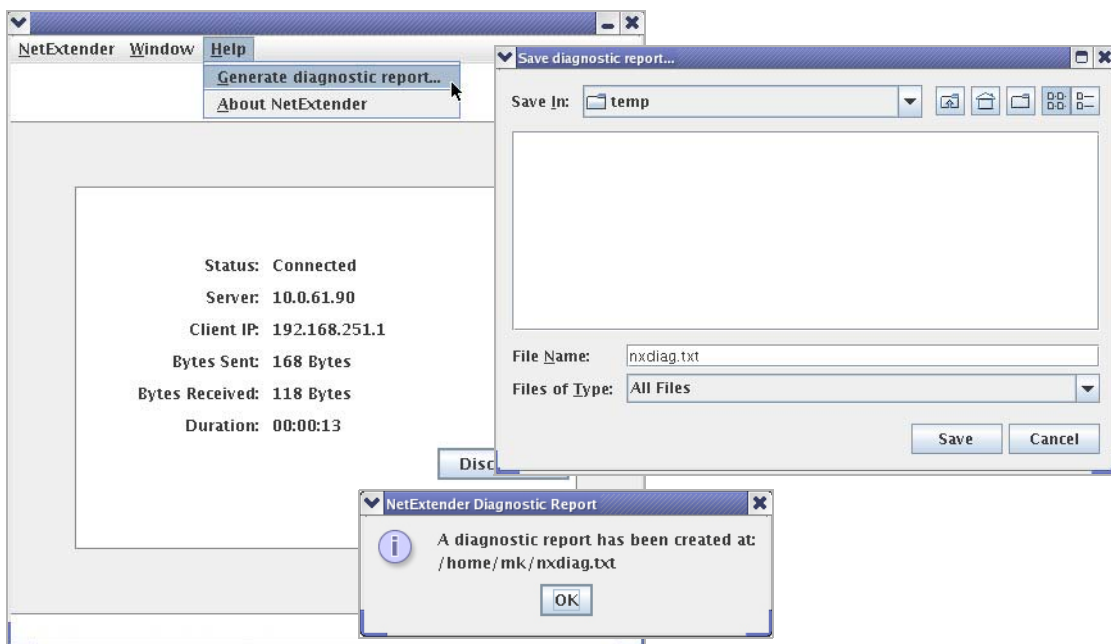 NetExtender Window Help
Generate diagnostic report...
About NetExtender
Status: Connected
Server: 10.0.61.90
Client IP: 192.168.251.1
Bytes Sent: 168 Bytes
Bytes Received: 118 Bytes
Duration: 00:00:13
Disc
Save diagnostic report...
Save In: temp
File Name: nxdiag.txt
Files of Type: All Files
Save Cancel
NetExtender Diagnostic Report
A diagnostic report has been created at:
/home/mk/nxdiag.txt
OK